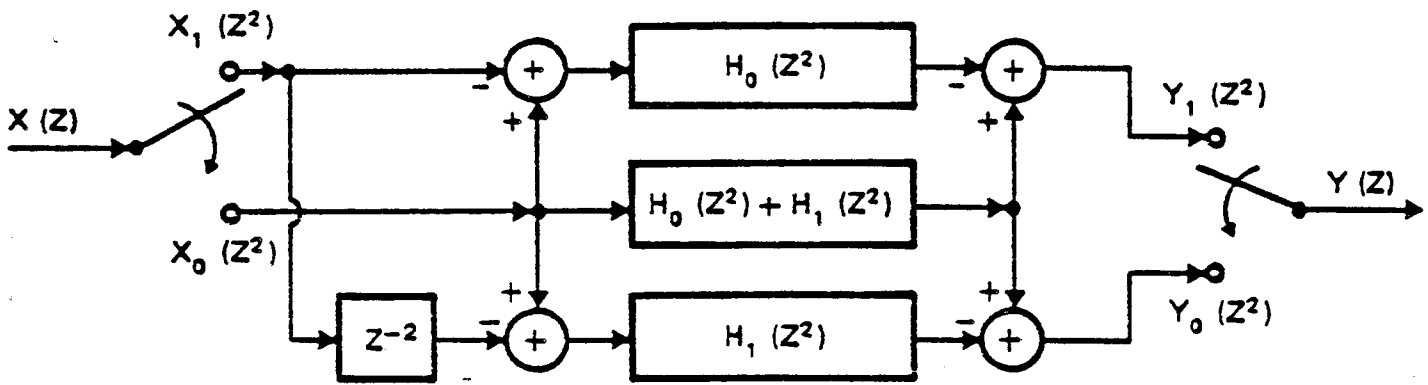 X₁ (Z²)
X (Z)
X₀ (Z²)
Z⁻²
+
-
+
+
-
+
H₀ (Z²)
H₀ (Z²) + H₁ (Z²)
H₁ (Z²)
-
+
+
+
-
+
Y₁ (Z²)
Y (Z)
Y₀ (Z²)